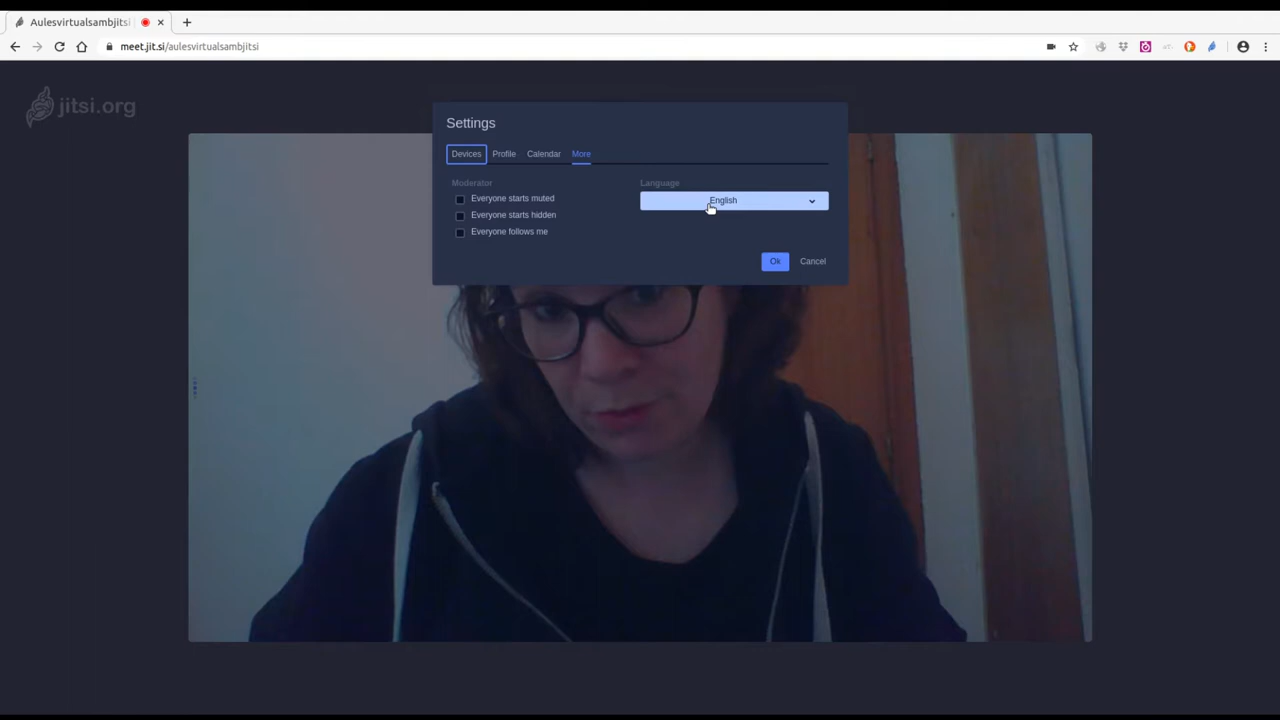 Aulesvirtualsambjitsi
meet.jit.si/aulesvirtualsambjitsi
jitsi.org
Settings
Devices Profile Calendar More
Moderator Language
Everyone starts muted English
Everyone starts hidden
Everyone follows me
Ok Cancel